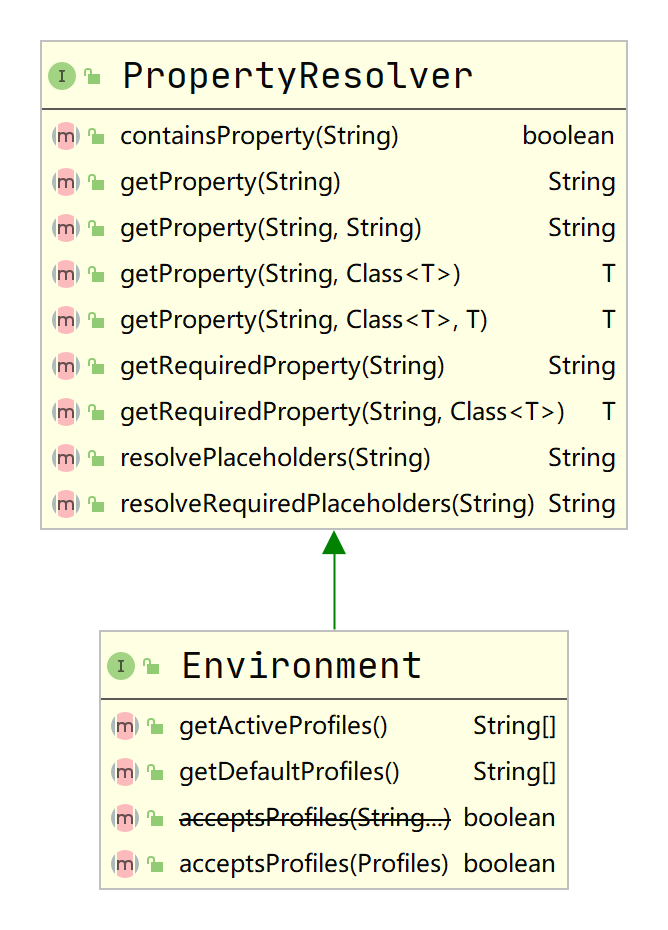 I PropertyResolver
m containsProperty(String) boolean
m getProperty(String) String
m getProperty(String, String) String
m getProperty(String, Class<T>) T
m getProperty(String, Class<T>, T) T
m getRequiredProperty(String) String
m getRequiredProperty(String, Class<T>) T
m resolvePlaceholders(String) String
m resolveRequiredPlaceholders(String) String
I Environment
m getActiveProfiles() String[]
m getDefaultProfiles() String[]
m acceptsProfiles(String...) boolean
m acceptsProfiles(Profiles) boolean